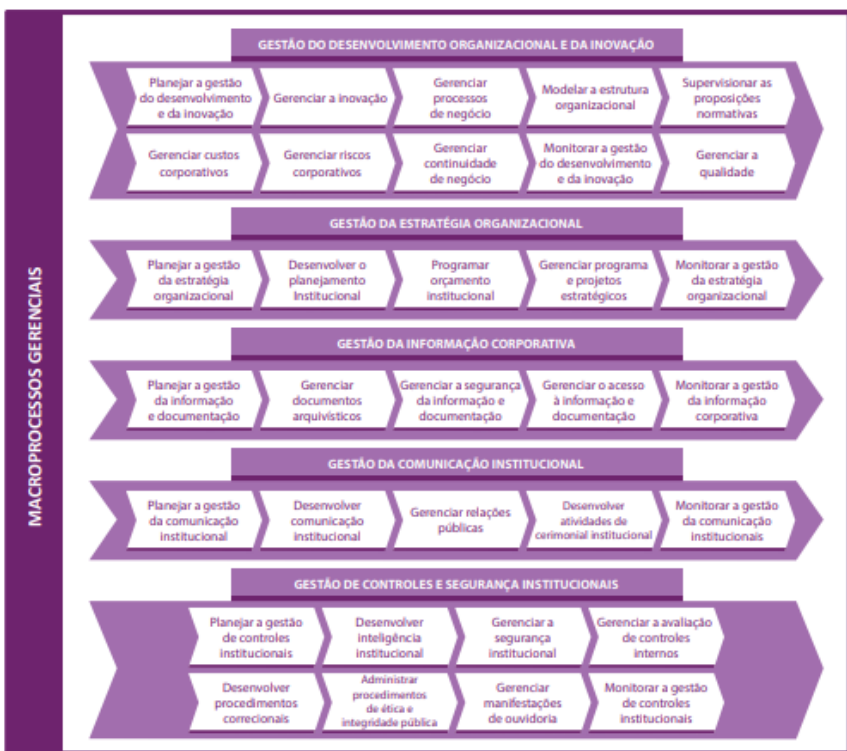 MACROPROCESSOS GERENCIAIS
GESTÃO DO DESENVOLVIMENTO ORGANIZACIONAL E DA INOVAÇÃO
Planejar a gestão
do desenvolvimento
e da inovação
Gerenciar a inovação
Gerenciar
processos
de negócio
Modelar a estrutura
organizacional
Supervisionar as
proposições
normativas
Gerenciar custos
corporativos
Gerenciar riscos
corporativos
Gerenciar
continuidade
de negócio
Monitorar a gestão
do desenvolvimento
e da inovação
Gerenciar a
qualidade
GESTÃO DA ESTRATÉGIA ORGANIZACIONAL
Planejar a gestão
da estratégia
organizacional
Desenvolver o
planejamento
Institucional
Programar
orçamento
institucional
Gerenciar programa
e projetos
estratégicos
Monitorar a gestão
da estratégia
organizacional
GESTÃO DA INFORMAÇÃO CORPORATIVA
Planejar a gestão
da informação
e documentação
Gerenciar
documentos
arquivísticos
Gerenciar a segurança
da informação e
documentação
Gerenciar o acesso
à informação e
documentação
Monitorar a gestão
da informação
corporativa
GESTÃO DA COMUNICAÇÃO INSTITUCIONAL
Planejar a gestão
da comunicação
institucional
Desenvolver
comunicação
institucional
Gerenciar relações
públicas
Desenvolver
atividades de
cerimonial institucional
Monitorar a gestão
da comunicação
institucionais
GESTÃO DE CONTROLES E SEGURANÇA INSTITUCIONAIS
Planejar a gestão
de controles
institucionais
Desenvolver
inteligência
institucional
Gerenciar a
segurança
institucional
Gerenciar a avaliação
de controles
internos
Desenvolver
procedimentos
correcionais
Administrar
procedimentos
de ética e
integridade pública
Gerenciar
manifestações
de ouvidoria
Monitorar a gestão
de controles
institucionais